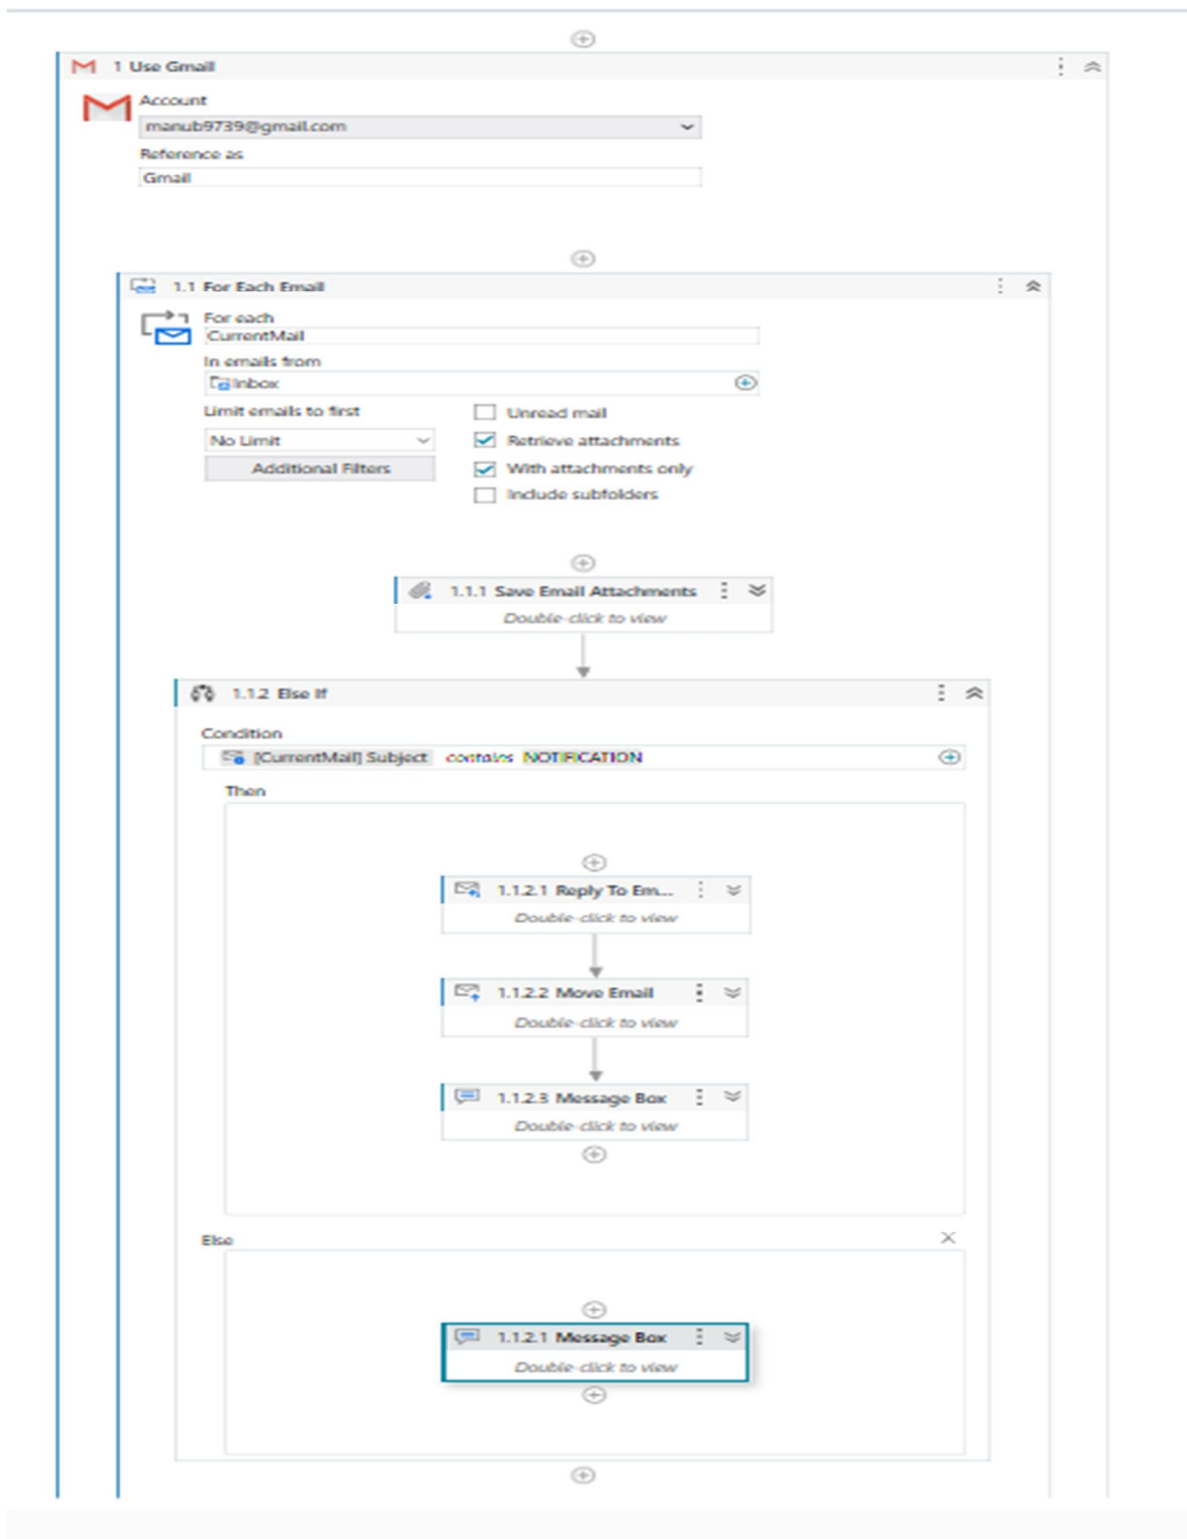 1 Use Gmail
Account
manub9739@gmail.com
Reference as
Gmail
1.1 For Each Email
For each
CurrentMail
In emails from
Inbox
Limit emails to first
Unread mail
No Limit
Retrieve attachments
Additional Filters
With attachments only
Include subfolders
1.1.1 Save Email Attachments
Double-click to view
1.1.2 Else If
Condition
[CurrentMail] Subject contains NOTIFICATION
Then
1.1.2.1 Reply To Em...
Double-click to view
1.1.2.2 Move Email
Double-click to view
1.1.2.3 Message Box
Double-click to view
Else
1.1.2.1 Message Box
Double-click to view